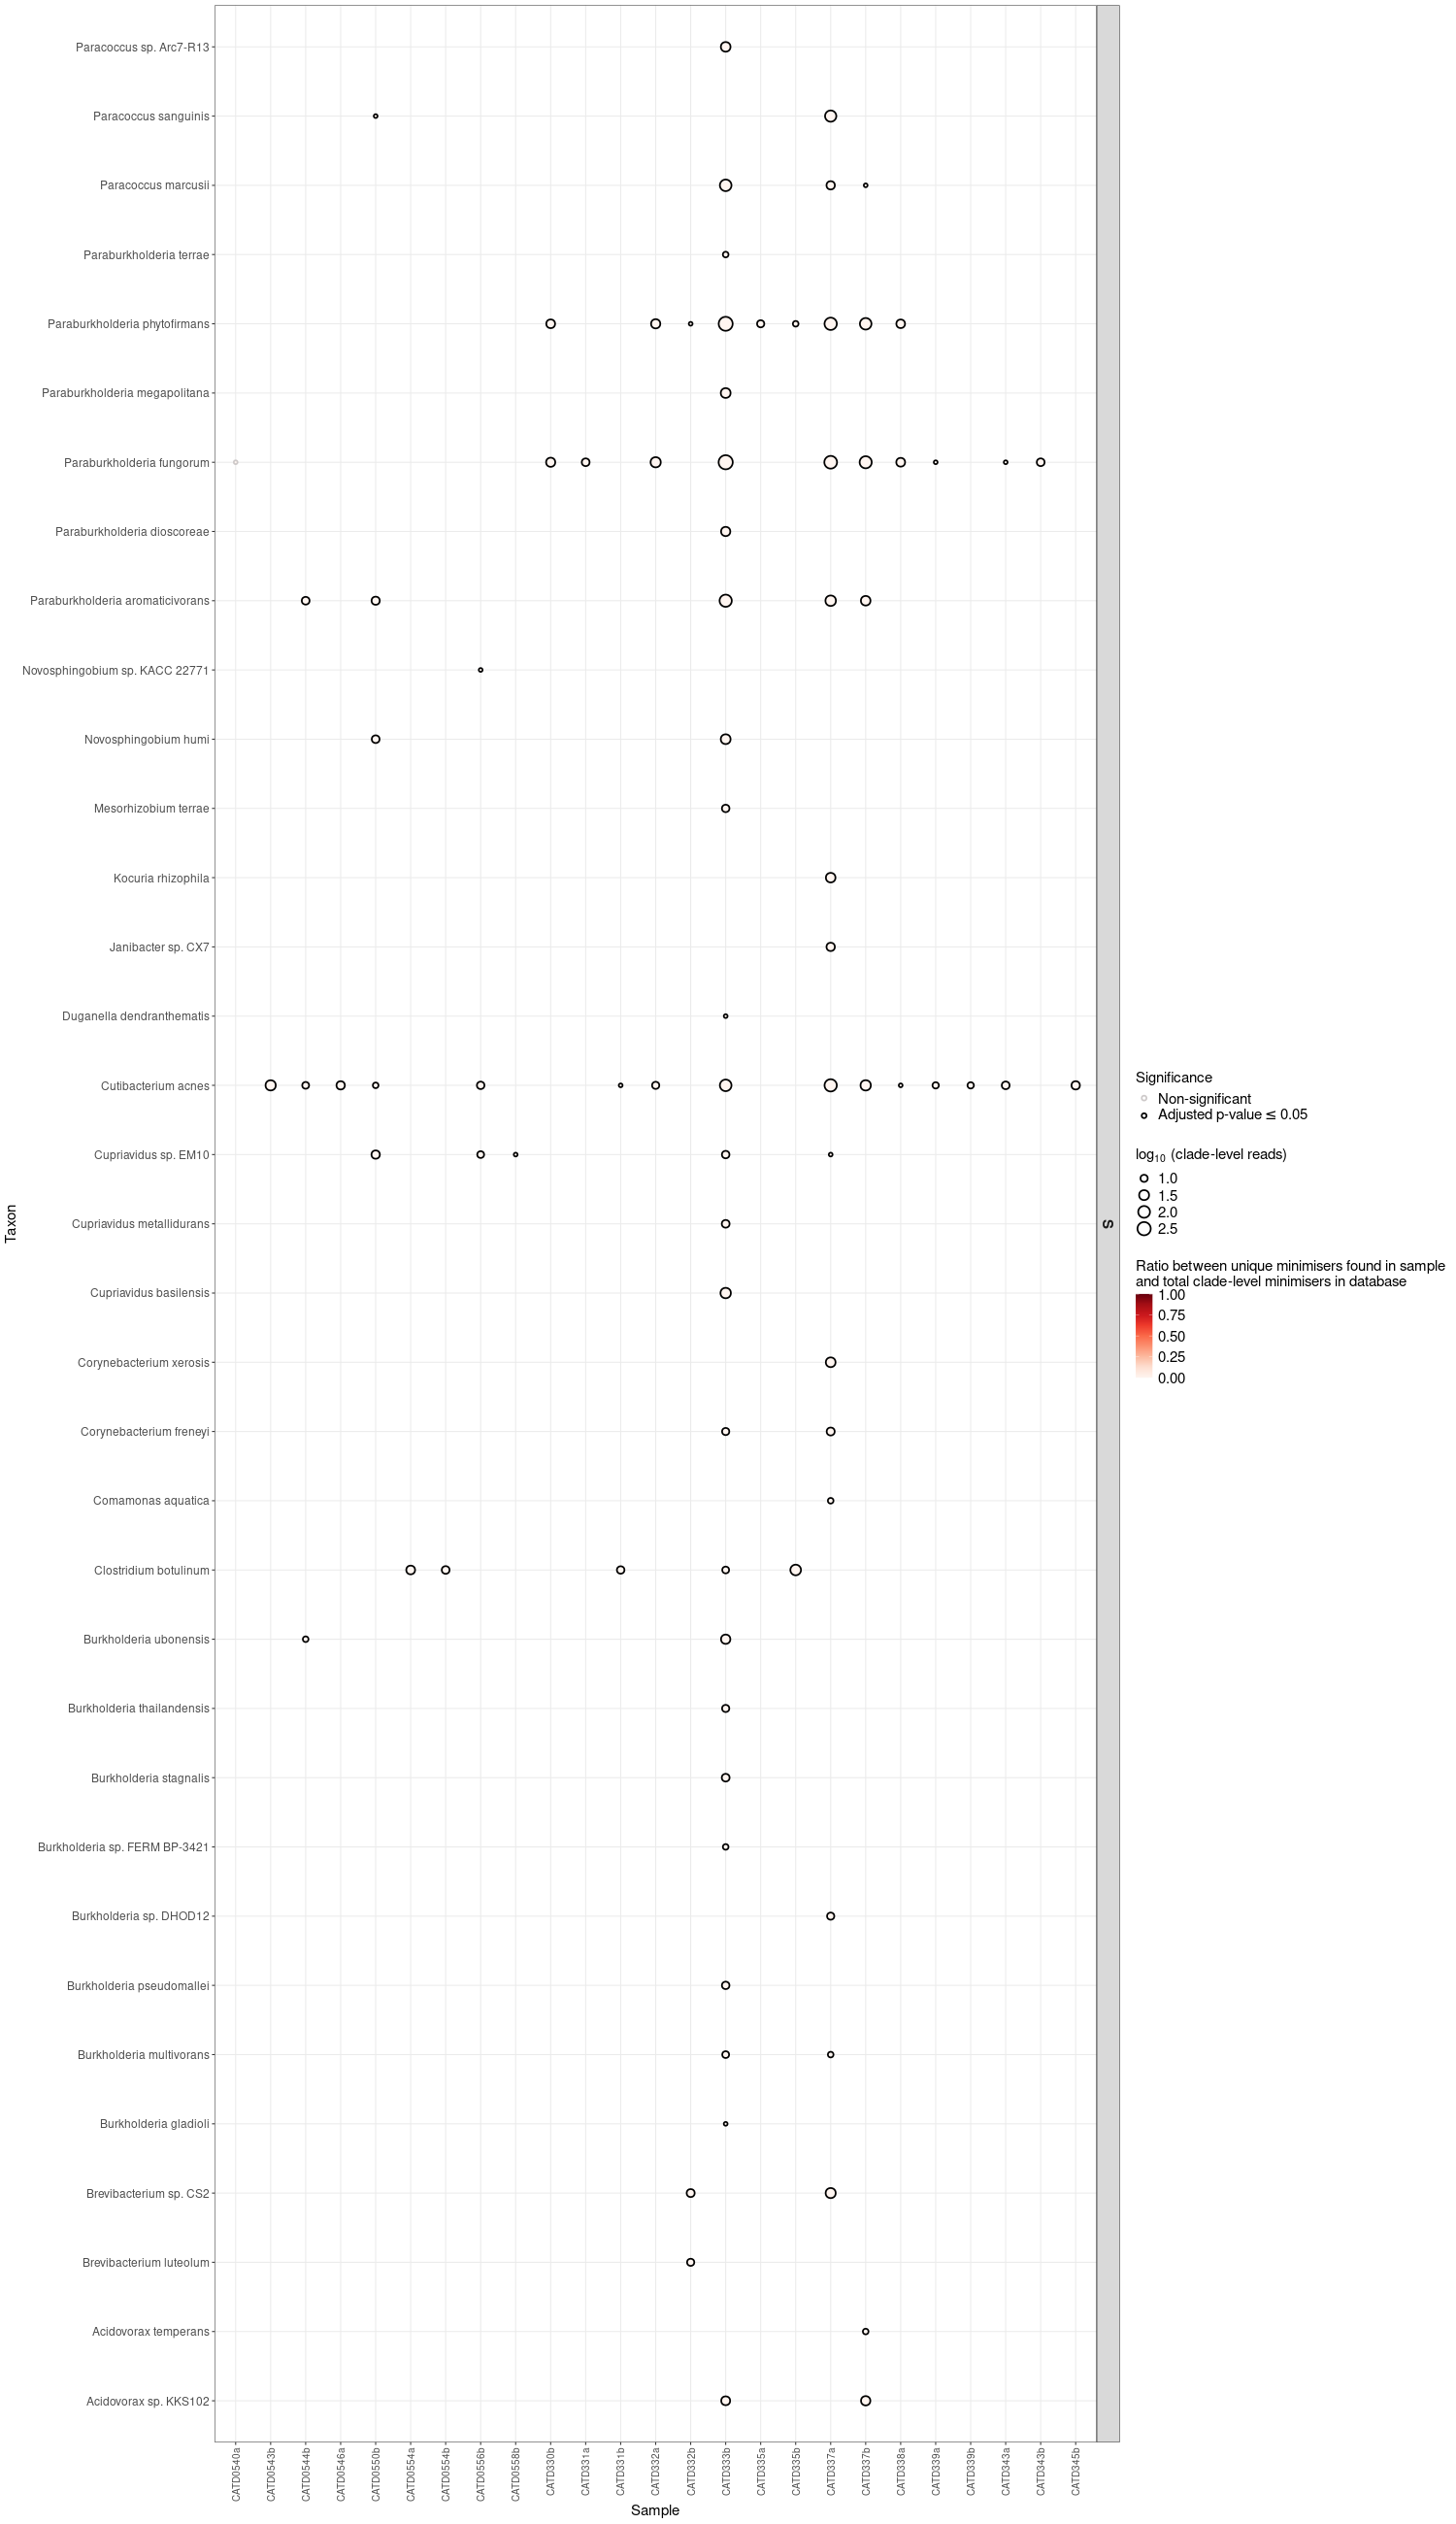 Paracoccus sp. Arc7-R13
Paracoccus sanguinis
Paracoccus marcusii
Paraburkholderia terrae
Paraburkholderia phytofirmans
Paraburkholderia megapolitana
Paraburkholderia fungorum
Paraburkholderia dioscoreae
Paraburkholderia aromaticivorans
Novosphingobium sp. KACC 22771
Novosphingobium humi
Mesorhizobium terrae
Kocuria rhizophila
Janibacter sp. CX7
Duganella dendranthematis
Cutibacterium acnes
Cupriavidus sp. EM10
Cupriavidus metallidurans
Cupriavidus basilensis
Corynebacterium xerosis
Corynebacterium freneyi
Comamonas aquatica
Clostridium botulinum
Burkholderia ubonensis
Burkholderia thailandensis
Burkholderia stagnalis
Burkholderia sp. FERM BP-3421
Burkholderia sp. DHOD12
Burkholderia pseudomallei
Burkholderia multivorans
Burkholderia gladioli
Brevibacterium sp. CS2
Brevibacterium luteolum
Acidovorax temperans
Acidovorax sp. KKS102
Taxon
CATD0540a
CATD0543b
CATD0544b
CATD0546a
CATD0550b
CATD0554a
CATD0554b
CATD0556b
CATD0558b
CATD330b
CATD331a
CATD331b
CATD332a
CATD332b
CATD333b
CATD335a
CATD335b
CATD337a
CATD337b
CATD338a
CATD339a
CATD339b
CATD343a
CATD343b
CATD345b
Sample
S
Significance
Non-significant
Adjusted p-value ≤ 0.05
log10 (clade-level reads)
1.0
1.5
2.0
2.5
Ratio between unique minimisers found in sample
and total clade-level minimisers in database
1.00
0.75
0.50
0.25
0.00